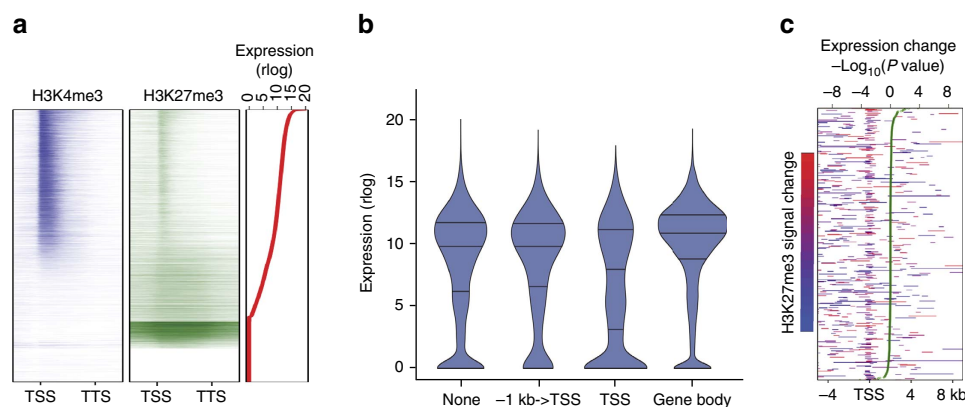 a
Expression
(rlog)
H3K4me3
H3K27me3
0 5 10 15 20
TSS
TTS
TSS
TTS
b
Expression (rlog)
20
15
10
5
0
None
−1 kb->TSS
TSS
Gene body
c
Expression change
−Log10(P value)
−8 −4 0 4 8
H3K27me3 signal change
−4 TSS 4 8 kb